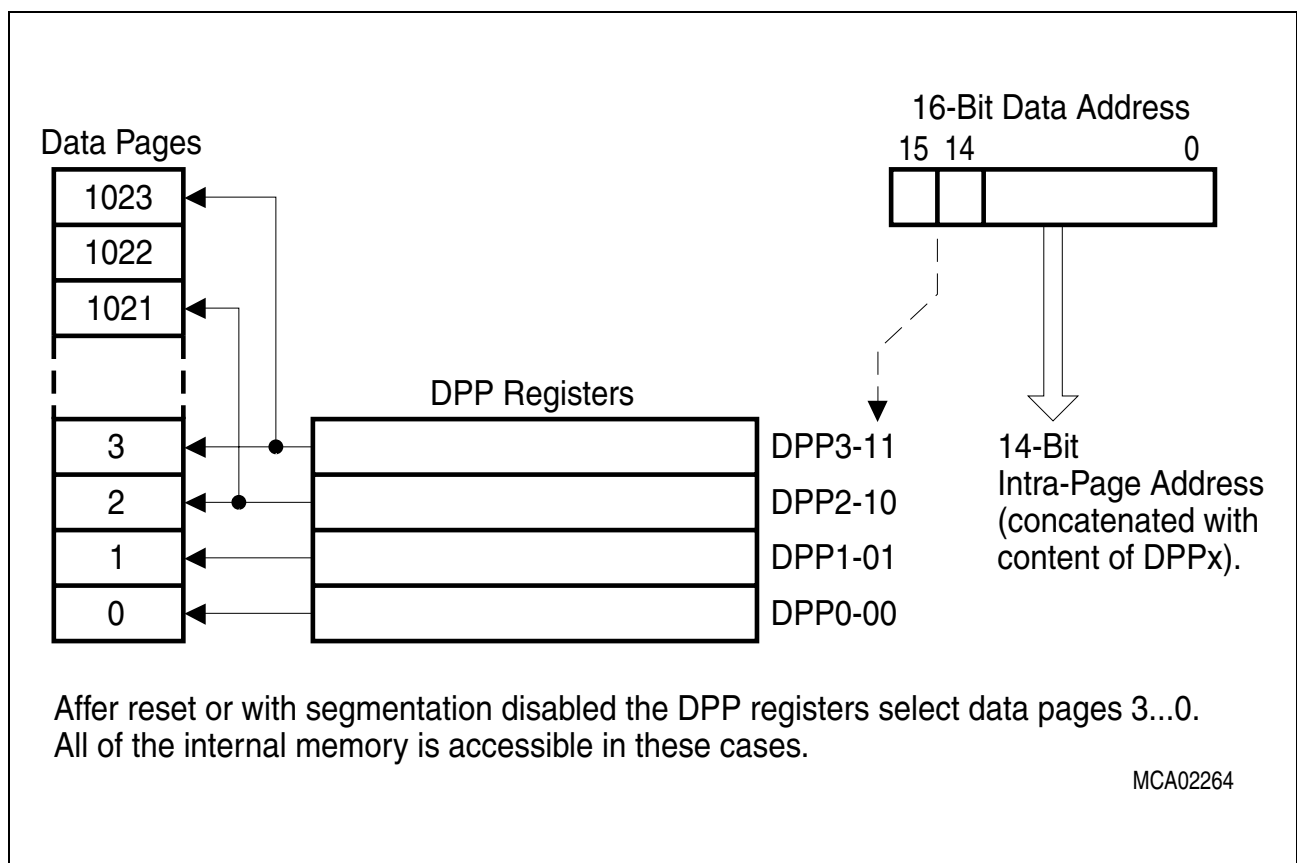 16-Bit Data Address
15 14 0
Data Pages
1023
1022
1021
DPP Registers
3
2
1
0
DPP3-11
DPP2-10
DPP1-01
DPP0-00
14-Bit
Intra-Page Address
(concatenated with
content of DPPx).
Affer reset or with segmentation disabled the DPP registers select data pages 3...0.
All of the internal memory is accessible in these cases.
MCA02264